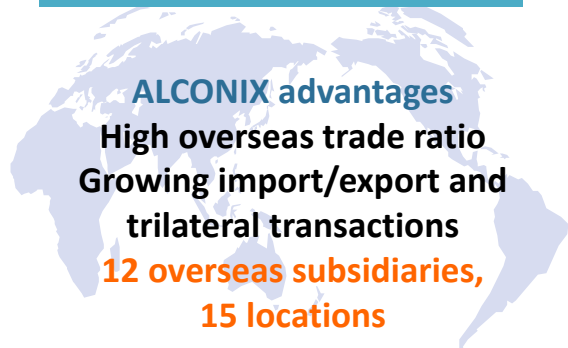 ALCONIX advantages
High overseas trade ratio
Growing import/export and
trilateral transactions
12 overseas subsidiaries,
15 locations